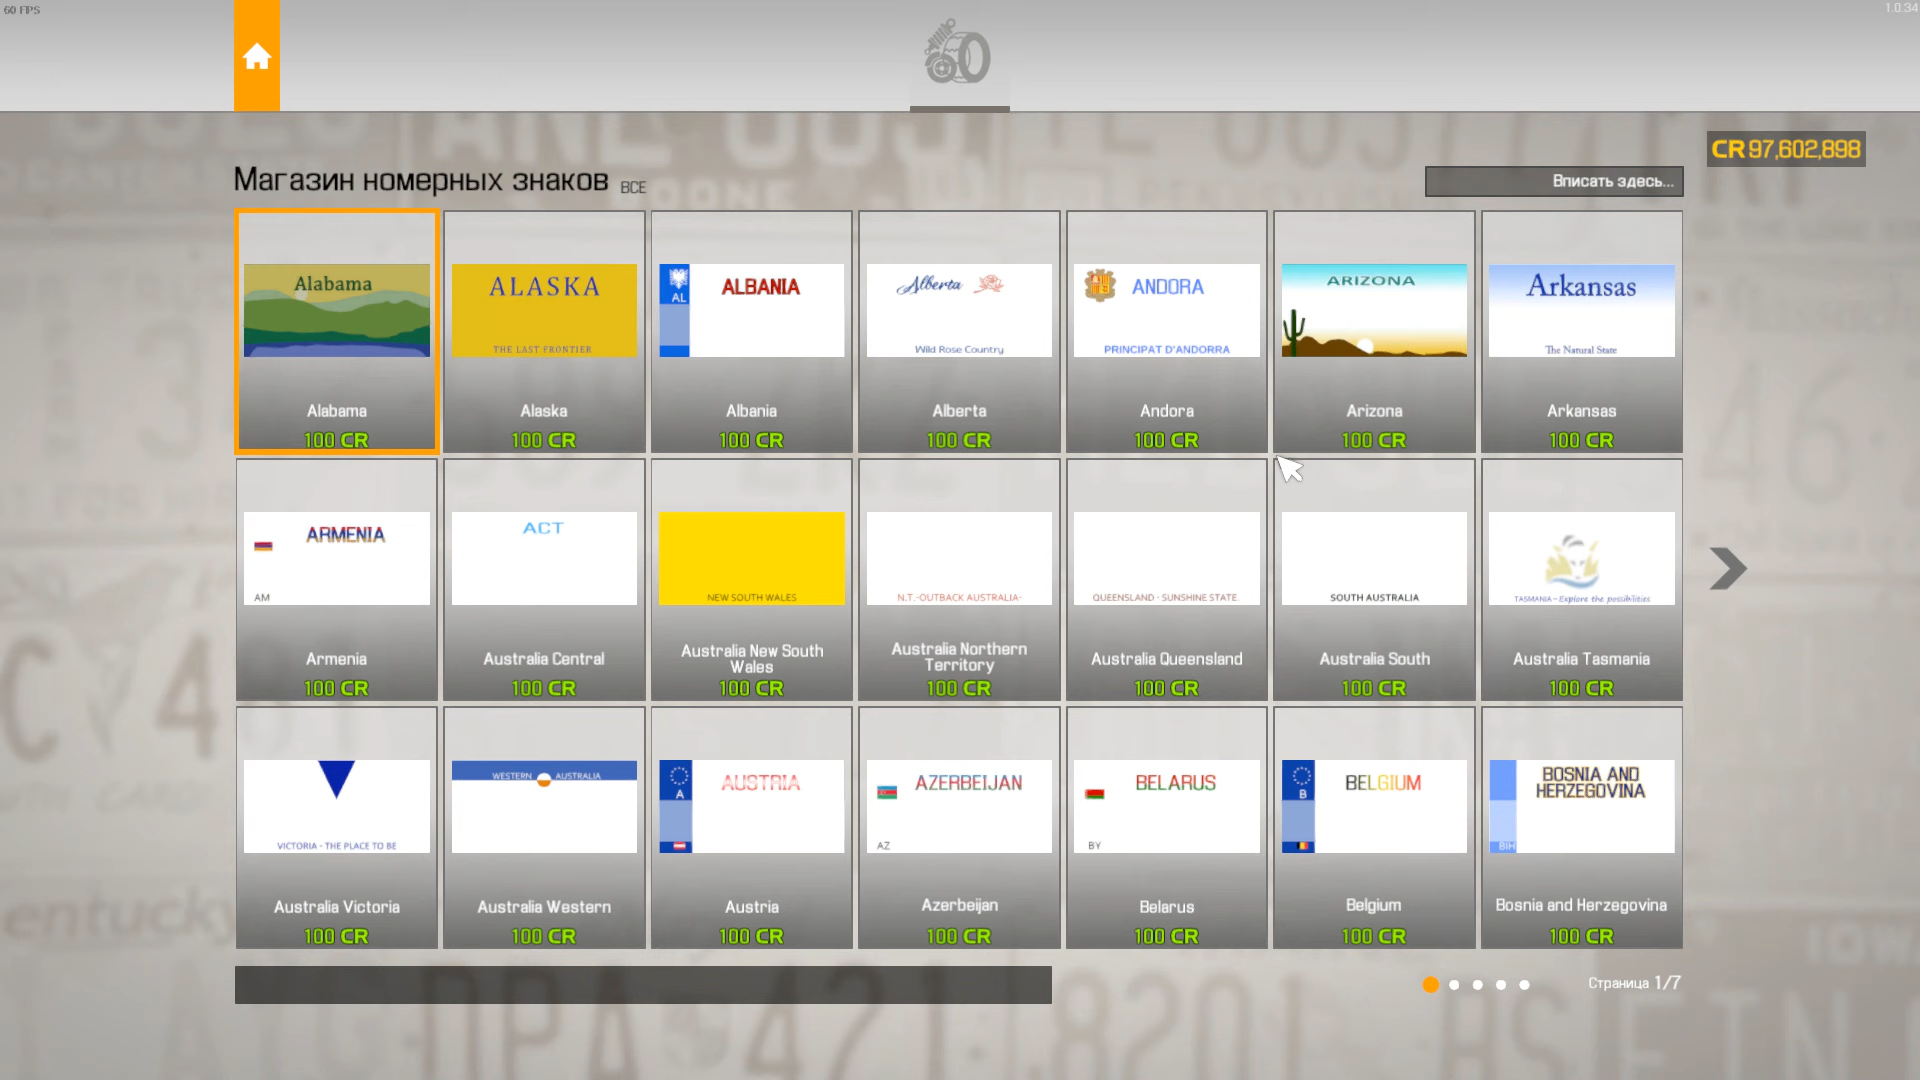 60 FPS
1.0.34
CR 97,602,898
Магазин номерных знаков ВСЕ
Вписать здесь...
Alabama
ALASKA
THE LAST FRONTIER
AL
ALBANIA
Alberta
Wild Rose Country
ANDORA
PRINCIPAT D'ANDORRA
ARIZONA
Arkansas
The Natural State
Alabama
Alaska
Albania
Alberta
Andora
Arizona
Arkansas
100 CR
100 CR
100 CR
100 CR
100 CR
100 CR
100 CR
ARMENIA
AM
ACT
NEW SOUTH WALES
N.T.-OUTBACK AUSTRALIA-
QUEENSLAND - SUNSHINE STATE.
SOUTH AUSTRALIA
TASMANIA - Explore the possibilities
Armenia
Australia Central
Australia New South
Wales
Australia Northern
Territory
Australia Queensland
Australia South
Australia Tasmania
100 CR
100 CR
100 CR
100 CR
100 CR
100 CR
100 CR
VICTORIA - THE PLACE TO BE
WESTERN AUSTRALIA
A
AUSTRIA
AZERBEIJAN
AZ
BELARUS
BY
B
BELGIUM
BOSNIA AND
HERZEGOVINA
BIH
Australia Victoria
Australia Western
Austria
Azerbeijan
Belarus
Belgium
Bosnia and Herzegovina
100 CR
100 CR
100 CR
100 CR
100 CR
100 CR
100 CR
Страница 1/7